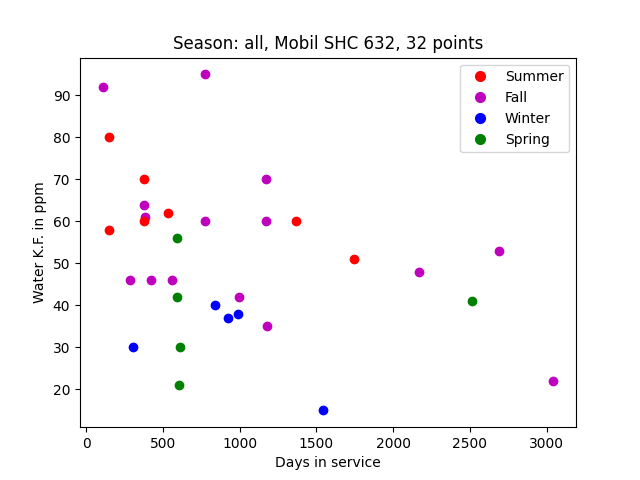 Season: all, Mobil SHC 632, 32 points
Water K.F. in ppm
90
80
70
60
50
40
30
20
Summer
Fall
Winter
Spring
0
500
1000
1500
2000
2500
3000
Days in service